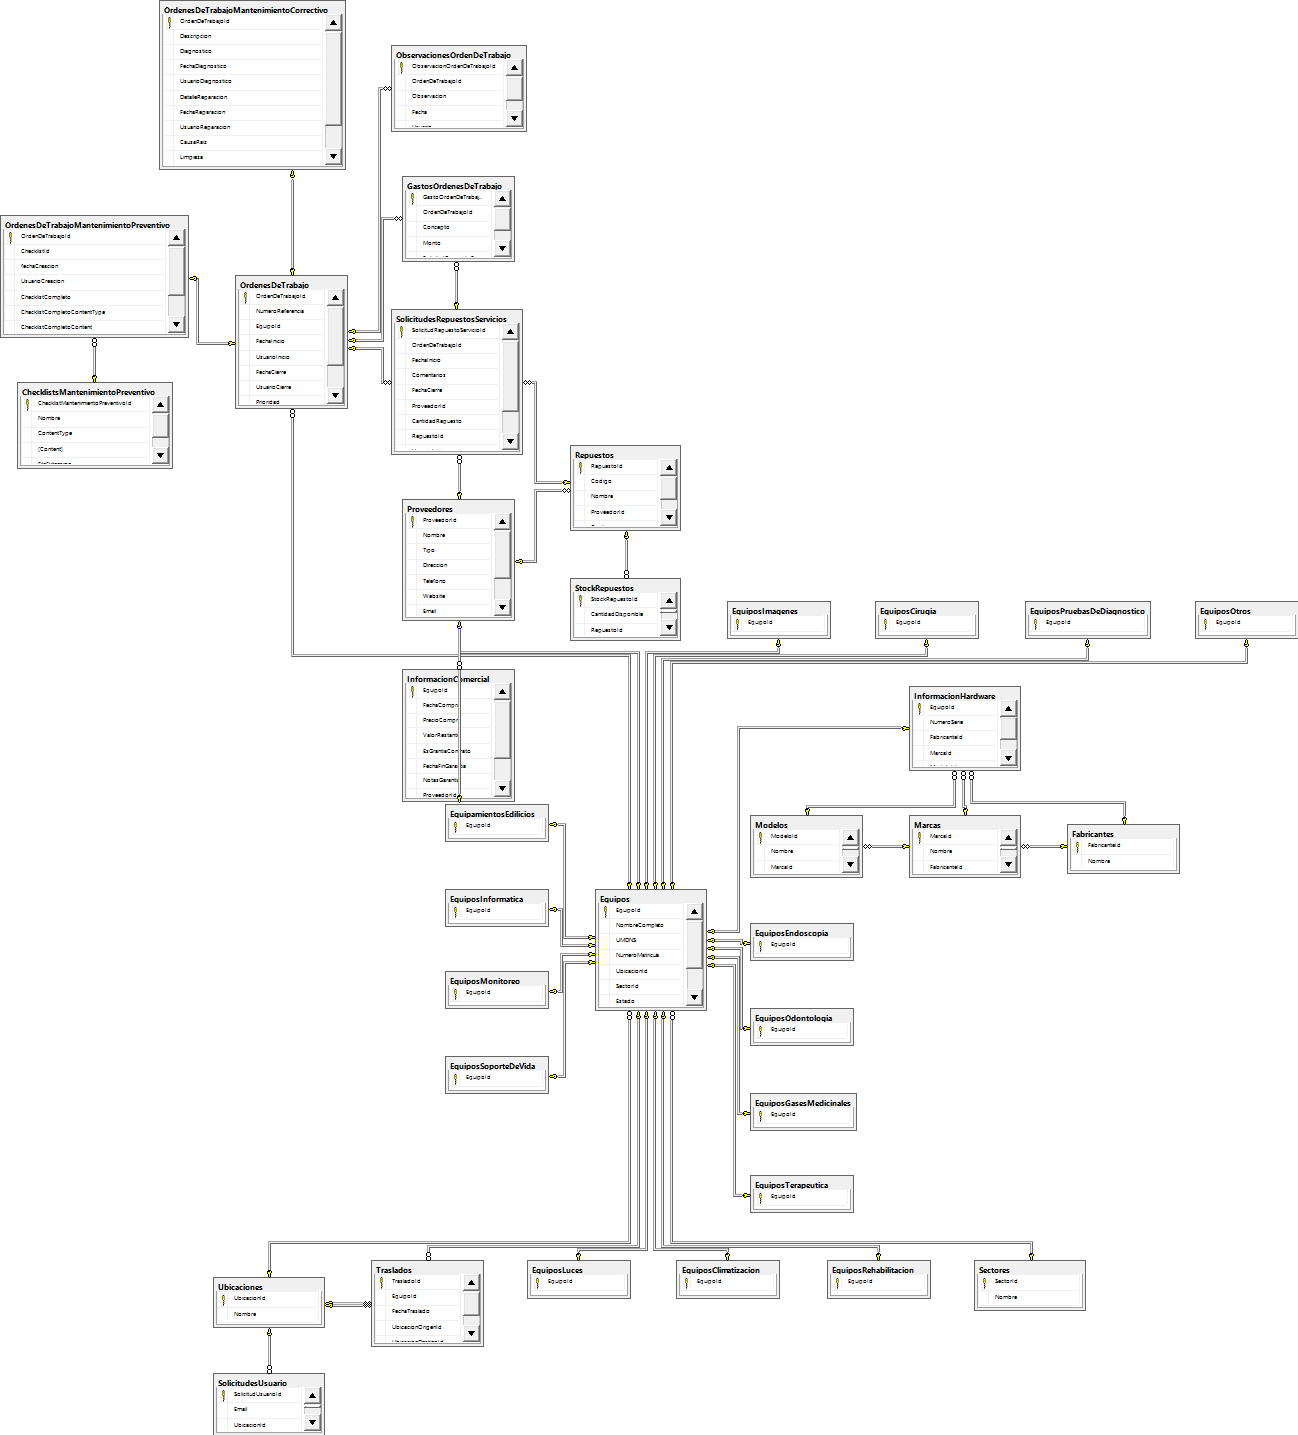 OrdenesDeTrabajoMantenimientoCorrectivo
OrdenDeTrabajoId
Descripcion
Diagnostico
FechaDiagnostico
UsuarioDiagnostico
DetalleReparacion
FechaReparacion
UsuarioReparacion
CausaRaiz
Limpieza
ObservacionesOrdenDeTrabajo
ObservacionOrdenDeTrabajoId
OrdenDeTrabajoId
Observacion
Fecha
GastosOrdenesDeTrabajo
GastoOrdenDeTrabaj..
OrdenDeTrabajoId
Concepto
Monto
OrdenesDeTrabajoMantenimientoPreventivo
OrdenDeTrabajoId
ChecklistId
fechaCreacion
UsuarioCreacion
ChecklistCompleto
ChecklistCompletoContentType
ChecklistCompletoContent
OrdenesDeTrabajo
OrdenDeTrabajoId
NumeroReferencia
EquipoId
FechaInicio
UsuarioInicio
FechaCierre
UsuarioCierre
Prioridad
SolicitudesRepuestosServicios
SolicitudRepuestoServicioId
OrdenDeTrabajoId
FechaInicio
Comentarios
FechaCierre
ProveedorId
CantidadRepuesto
RepuestoId
ChecklistsMantenimientoPreventivo
ChecklistMantenimientoPreventivoId
Nombre
ContentType
[Content]
Repuestos
RepuestoId
Codigo
Nombre
ProveedorId
Proveedores
ProveedorId
Nombre
Tipo
Direccion
Telefono
Website
Email
StockRepuestos
StockRepuestoId
CantidadDisponible
RepuestoId
EquiposImagenes
EquipoId
EquiposCirugia
EquipoId
EquiposPruebasDeDiagnostico
EquipoId
EquiposOtros
EquipoId
InformacionComercial
EquipoId
FechaCompra
PrecioCompra
ValorRestante
EsGrantiaContrato
FechaFinGarantia
NotasGarantia
ProveedorId
InformacionHardware
EquipoId
NumeroSerie
FabricanteId
MarcaId
EquipamientosEdilicios
EquipoId
Modelos
ModeloId
Nombre
MarcaId
Marcas
MarcaId
Nombre
FabricanteId
Fabricantes
FabricanteId
Nombre
EquiposInformatica
EquipoId
Equipos
EquipoId
NombreCompleto
UMDNS
NumeroMatricula
UbicacionId
SectorId
Estado
EquiposEndoscopia
EquipoId
EquiposMonitoreo
EquipoId
EquiposOdontologia
EquipoId
EquiposSoporteDeVida
EquipoId
EquiposGasesMedicinales
EquipoId
EquiposTerapeutica
EquipoId
Ubicaciones
UbicacionId
Nombre
Traslados
TrasladoId
EquipoId
FechaTraslado
UbicacionOrigenId
EquiposLuces
EquipoId
EquiposClimatizacion
EquipoId
EquiposRehabilitacion
EquipoId
Sectores
SectorId
Nombre
SolicitudesUsuario
SolicitudUsuarioId
Email
UbicacionId